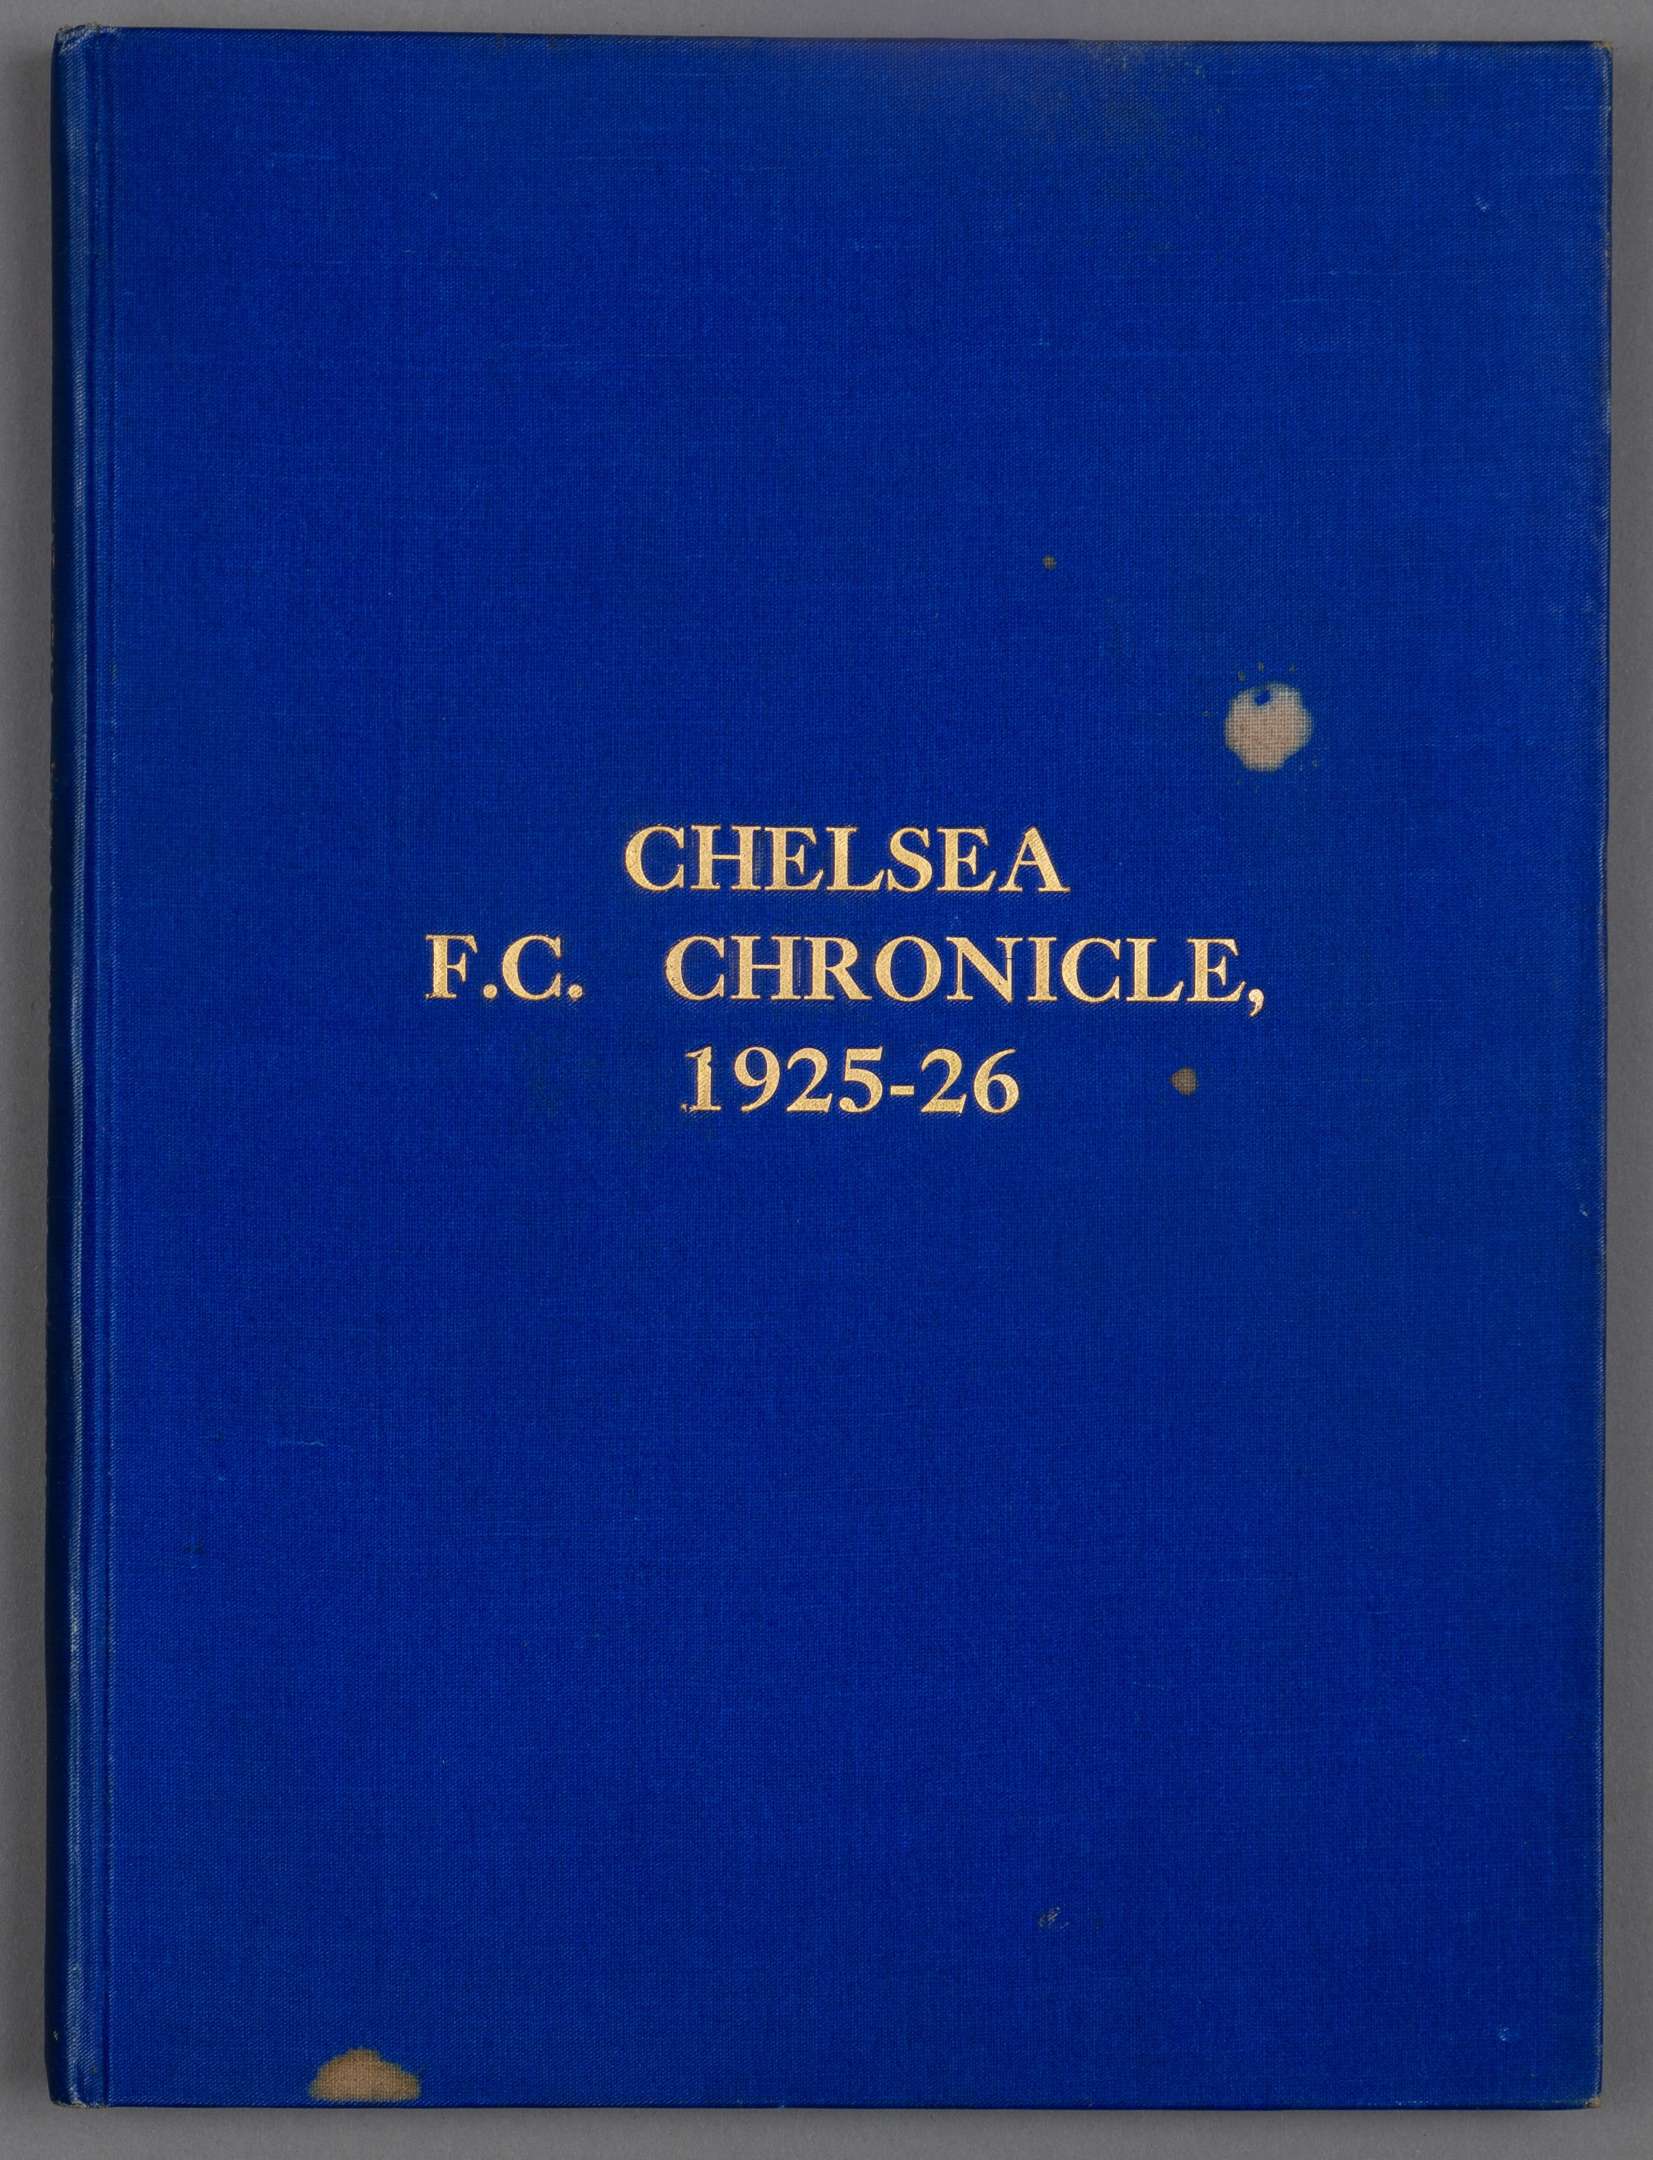 CHELSEA
F.C. CHRONICLE,
1925-26